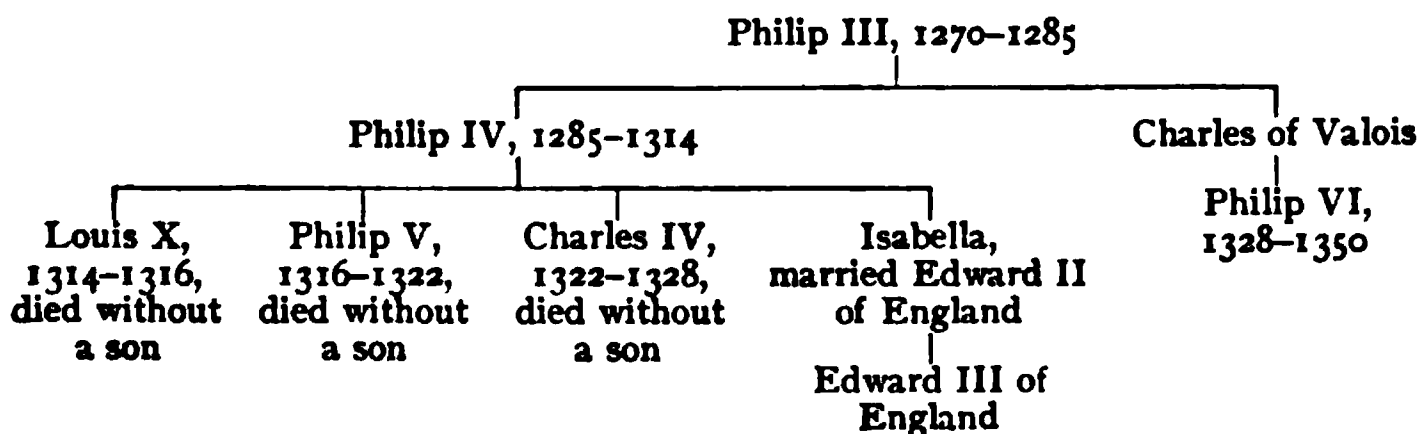 Philip III, 1270–1285
Philip IV, 1285–1314
Charles of Valois
Louis X,
1314–1316,
died without
a son
Philip V,
1316–1322,
died without
a son
Charles IV,
1322–1328,
died without
a son
Isabella,
married Edward II
of England
Edward III of
England
Philip VI,
1328–1350